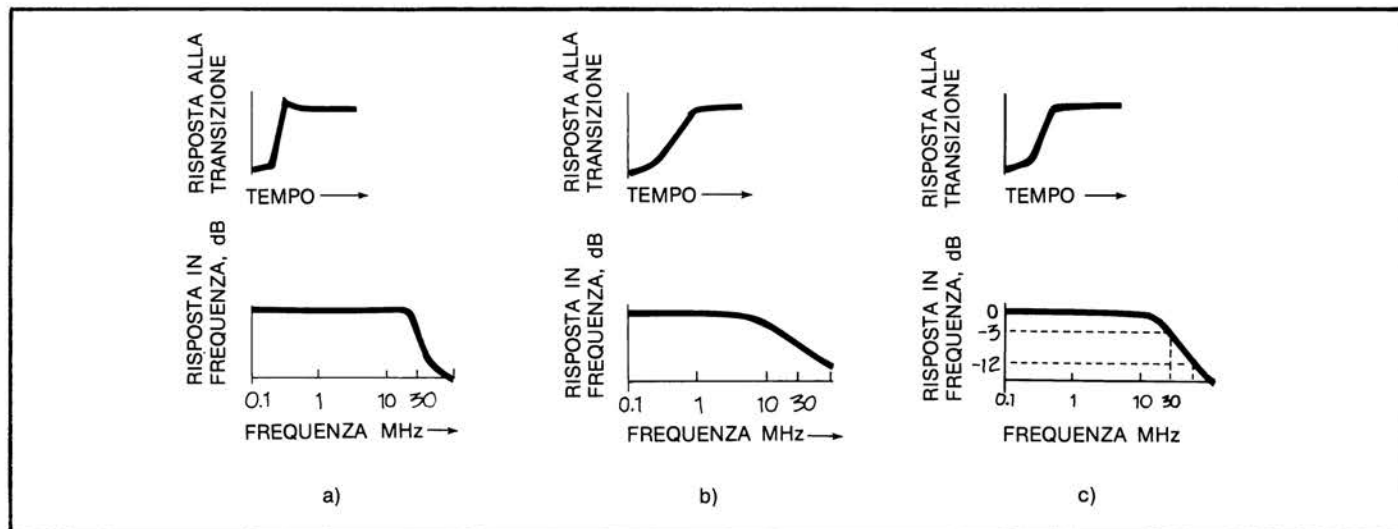 RISPOSTA ALLA
TRANSIZIONE
TEMPO
RISPOSTA IN
FREQUENZA, dB
0.1 1 10 30
FREQUENZA MHz
a)
RISPOSTA ALLA
TRANSIZIONE
TEMPO
RISPOSTA IN
FREQUENZA, dB
0.1 1 10 30
FREQUENZA MHz
b)
RISPOSTA ALLA
TRANSIZIONE
TEMPO
RISPOSTA IN
FREQUENZA, dB
0
-3
-12
0.1 1 10 30
FREQUENZA MHz
c)